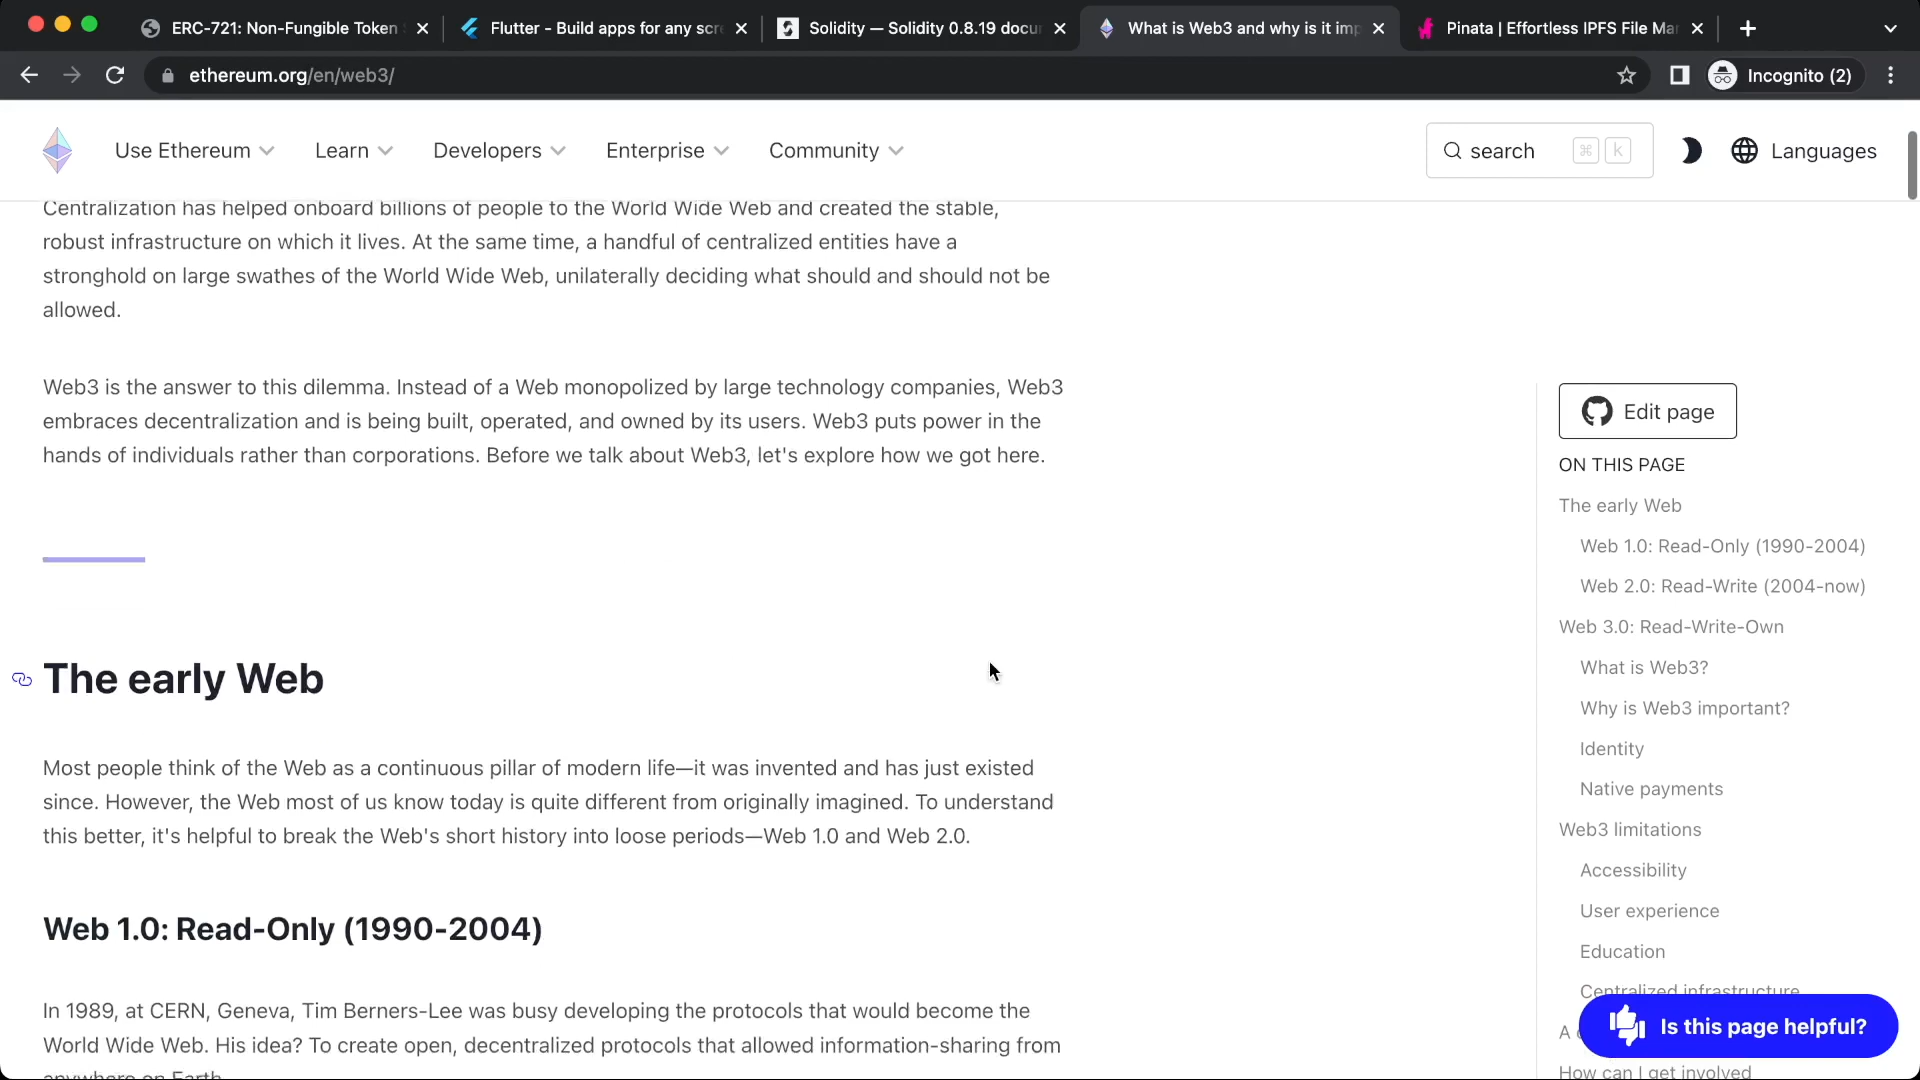 ERC-721: Non-Fungible Token
Flutter - Build apps for any scre
Solidity — Solidity 0.8.19 docu
What is Web3 and why is it imp
Pinata | Effortless IPFS File Man
ethereum.org/en/web3/
Incognito (2)
Use Ethereum
Learn
Developers
Enterprise
Community
search
⌘ k
Languages
Centralization has helped onboard billions of people to the World Wide Web and created the stable,
robust infrastructure on which it lives. At the same time, a handful of centralized entities have a
stronghold on large swathes of the World Wide Web, unilaterally deciding what should and should not be
allowed.
Web3 is the answer to this dilemma. Instead of a Web monopolized by large technology companies, Web3
embraces decentralization and is being built, operated, and owned by its users. Web3 puts power in the
hands of individuals rather than corporations. Before we talk about Web3, let's explore how we got here.
The early Web
Most people think of the Web as a continuous pillar of modern life—it was invented and has just existed
since. However, the Web most of us know today is quite different from originally imagined. To understand
this better, it's helpful to break the Web's short history into loose periods—Web 1.0 and Web 2.0.
Web 1.0: Read-Only (1990-2004)
In 1989, at CERN, Geneva, Tim Berners-Lee was busy developing the protocols that would become the
World Wide Web. His idea? To create open, decentralized protocols that allowed information-sharing from
anywhere on Earth.
Edit page
ON THIS PAGE
The early Web
Web 1.0: Read-Only (1990-2004)
Web 2.0: Read-Write (2004-now)
Web 3.0: Read-Write-Own
What is Web3?
Why is Web3 important?
Identity
Native payments
Web3 limitations
Accessibility
User experience
Education
Centralized infrastructure
A
Is this page helpful?
How can I get involved